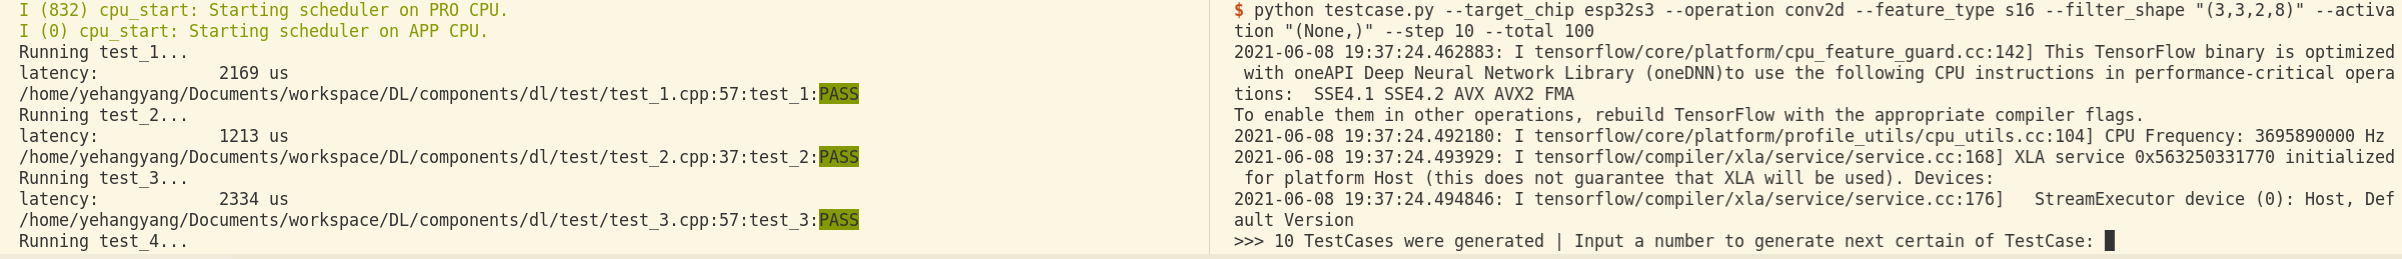 I (832) cpu_start: Starting scheduler on PRO CPU.
I (0) cpu_start: Starting scheduler on APP CPU.
Running test_1...
latency:            2169 us
/home/yehangyang/Documents/workspace/DL/components/dl/test/test_1.cpp:57:test_1:PASS
Running test_2...
latency:            1213 us
/home/yehangyang/Documents/workspace/DL/components/dl/test/test_2.cpp:37:test_2:PASS
Running test_3...
latency:            2334 us
/home/yehangyang/Documents/workspace/DL/components/dl/test/test_3.cpp:57:test_3:PASS
Running test_4...
$ python testcase.py --target_chip esp32s3 --operation conv2d --feature_type s16 --filter_shape "(3,3,2,8)" --activa
tion "(None,)" --step 10 --total 100
2021-06-08 19:37:24.462883: I tensorflow/core/platform/cpu_feature_guard.cc:142] This TensorFlow binary is optimized
 with oneAPI Deep Neural Network Library (oneDNN)to use the following CPU instructions in performance-critical opera
tions:  SSE4.1 SSE4.2 AVX AVX2 FMA
To enable them in other operations, rebuild TensorFlow with the appropriate compiler flags.
2021-06-08 19:37:24.492180: I tensorflow/core/platform/profile_utils/cpu_utils.cc:104] CPU Frequency: 3695890000 Hz
2021-06-08 19:37:24.493929: I tensorflow/compiler/xla/service/service.cc:168] XLA service 0x563250331770 initialized
 for platform Host (this does not guarantee that XLA will be used). Devices:
2021-06-08 19:37:24.494846: I tensorflow/compiler/xla/service/service.cc:176]   StreamExecutor device (0): Host, Def
ault Version
>>> 10 TestCases were generated | Input a number to generate next certain of TestCase: